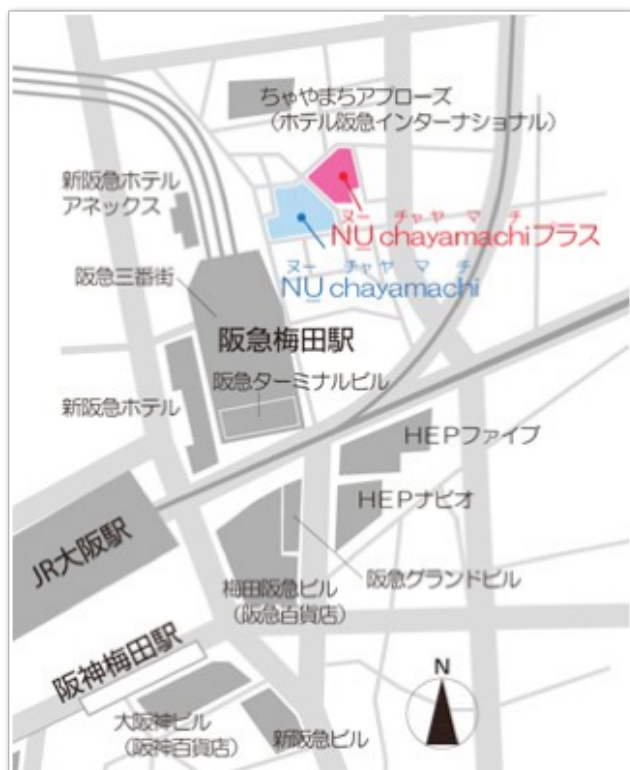 ちゃやまちアプローズ
（ホテル阪急インターナショナル）
新阪急ホテル
アネックス
ヌー チャヤマチ
NU chayamachiプラス
阪急三番街
ヌー チャヤマチ
NU chayamachi
阪急梅田駅
阪急ターミナルビル
新阪急ホテル
HEPファイブ
HEPナビオ
JR大阪駅
阪急グランドビル
梅田阪急ビル
（阪急百貨店）
阪神梅田駅
N
大阪神ビル
（阪神百貨店）
新阪急ビル